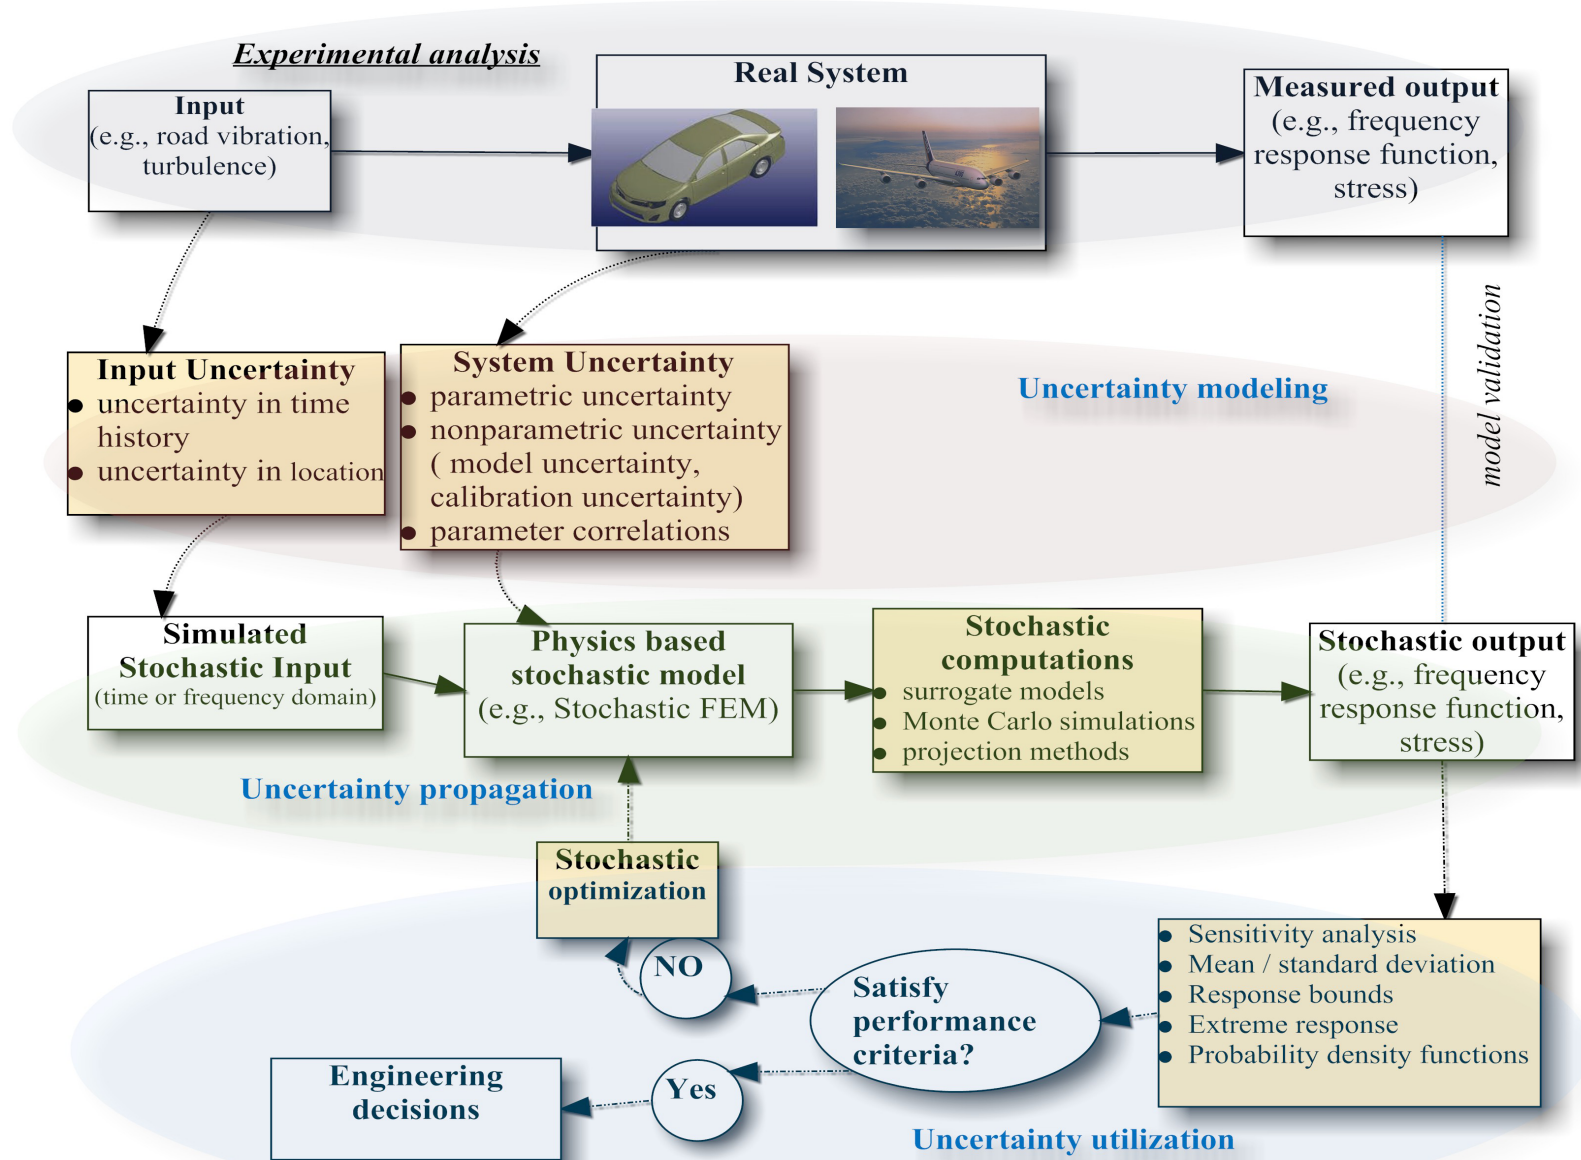 Experimental analysis
Input
(e.g., road vibration,
turbulence)
Real System
Measured output
(e.g., frequency
response function,
stress)
model validation
Input Uncertainty
● uncertainty in time
history
● uncertainty in location
System Uncertainty
● parametric uncertainty
● nonparametric uncertainty
( model uncertainty,
calibration uncertainty)
● parameter correlations
Uncertainty modeling
Simulated
Stochastic Input
(time or frequency domain)
Physics based
stochastic model
(e.g., Stochastic FEM)
Stochastic
computations
● surrogate models
● Monte Carlo simulations
● projection methods
Stochastic output
(e.g., frequency
response function,
stress)
Uncertainty propagation
Stochastic
optimization
NO
Satisfy
performance
criteria?
● Sensitivity analysis
● Mean / standard deviation
● Response bounds
● Extreme response
● Probability density functions
Yes
Engineering
decisions
Uncertainty utilization